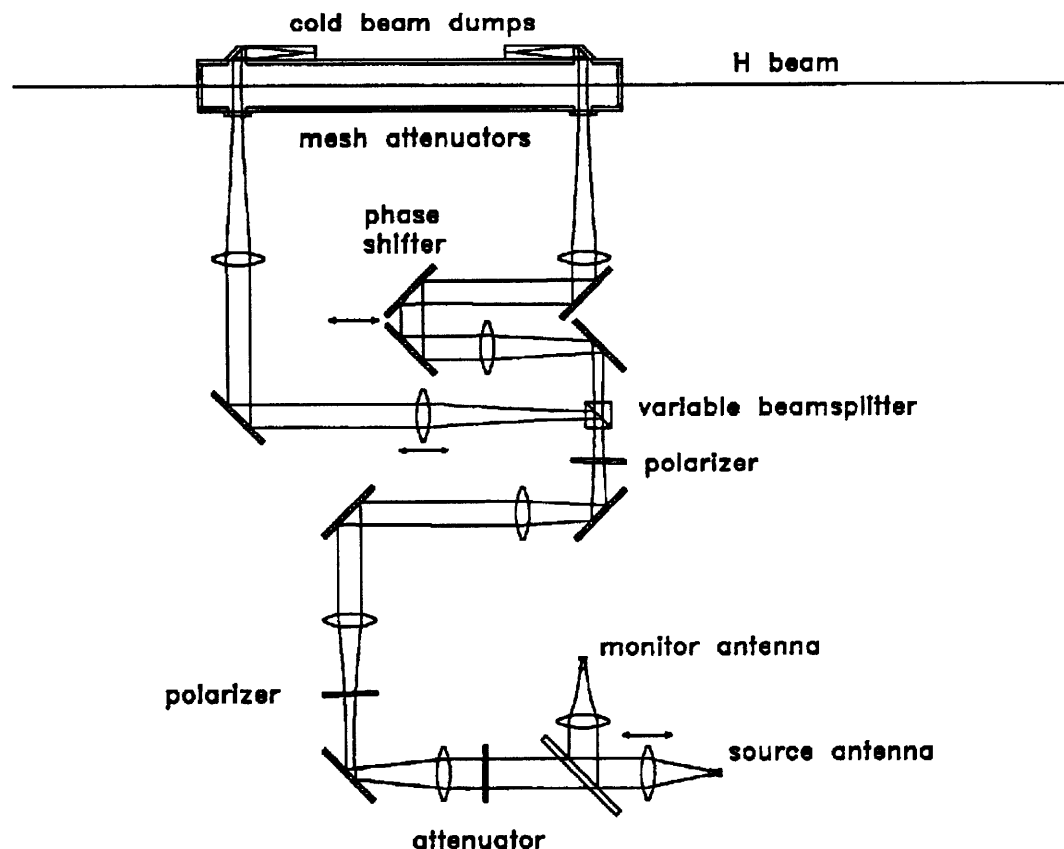 cold beam dumps
H beam
mesh attenuators
phase
shifter
variable beamsplitter
polarizer
monitor antenna
polarizer
source antenna
attenuator